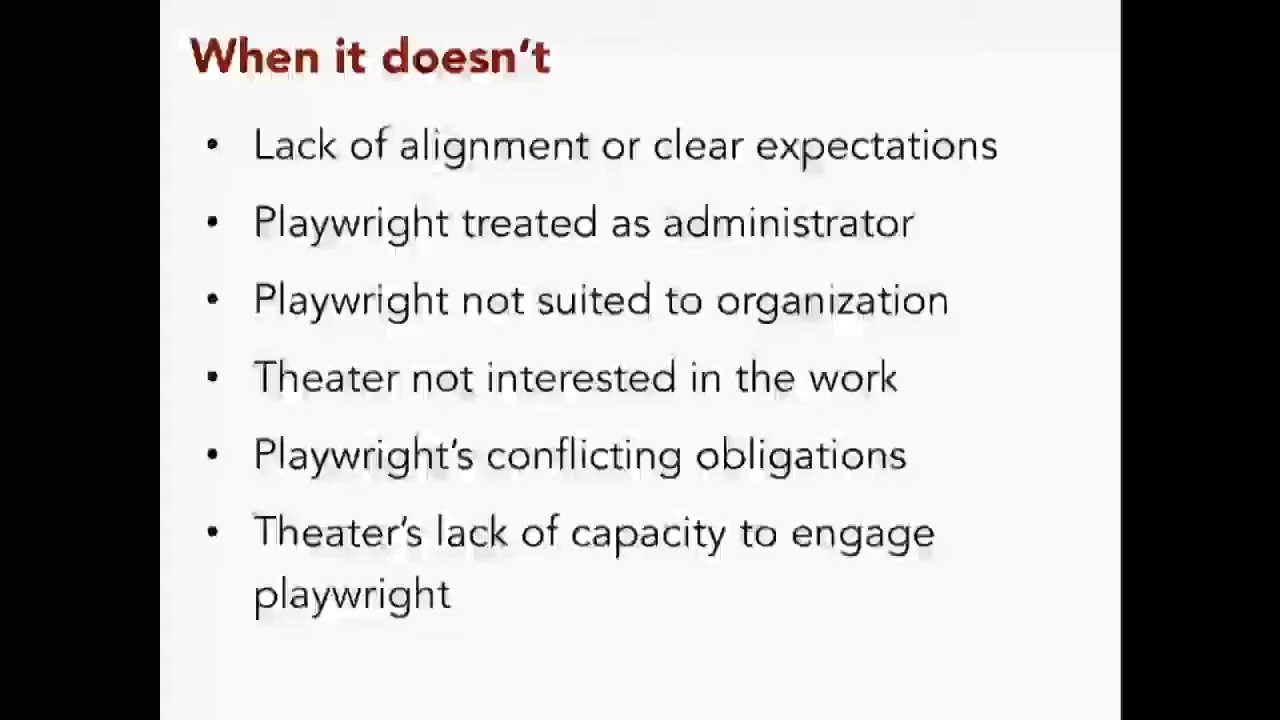 When it doesn’t
• Lack of alignment or clear expectations
• Playwright treated as administrator
• Playwright not suited to organization
• Theater not interested in the work
• Playwright’s conflicting obligations
• Theater’s lack of capacity to engage
playwright